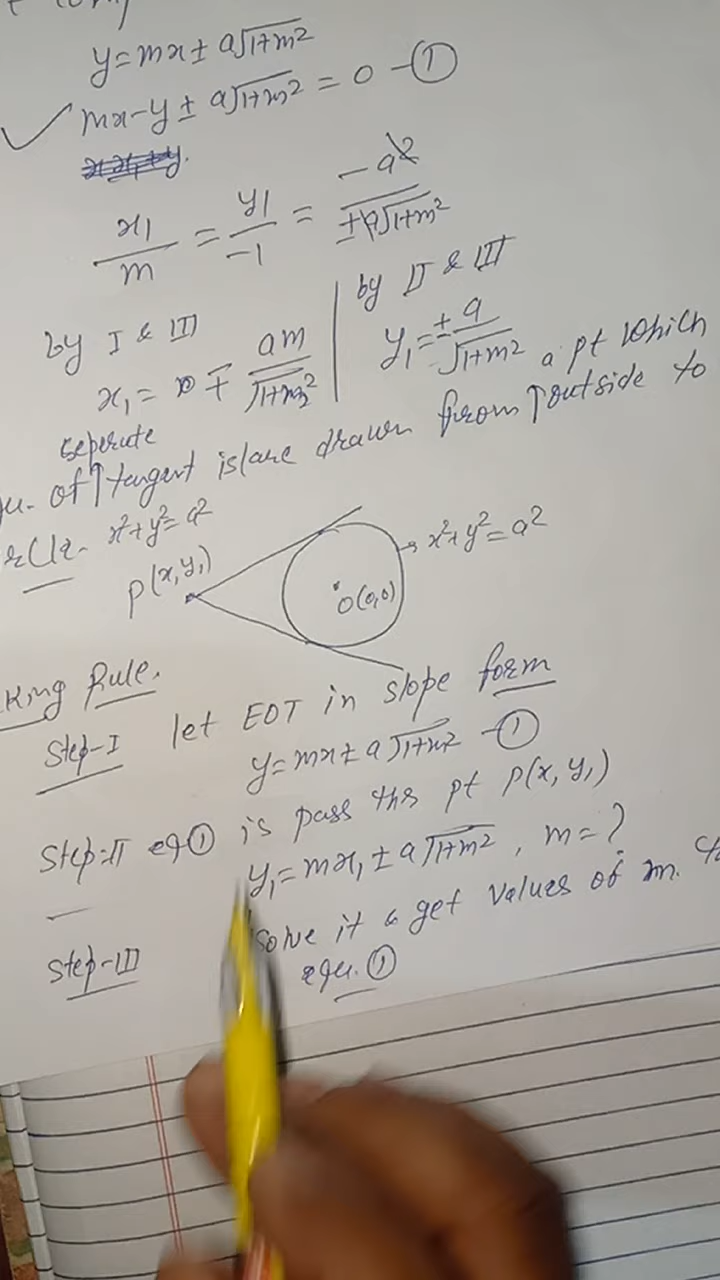 y=mx ± a√1+m²
mx-y ± a√1+m² = 0 -①
x₁/m = y₁/-1 = -a²/±a√1+m²
by I & III
x₁ = ∓ am/√1+m²
by II & III
y₁=± a/√1+m²
seperate a pt which
of ↑ tangent is/are drawn from ↑ outside to
x²+y²=a²
P(x,y₁)
→ x²+y²=a²
O(0,0)
king Rule.
Step-I let EOT in slope form
y=mx ± a√1+m² -①
Step-II eq① is pass thr pt P(x,y₁)
y₁=mx₁ ± a√1+m², m=?
Step-III solve it & get values of m.
equ.①